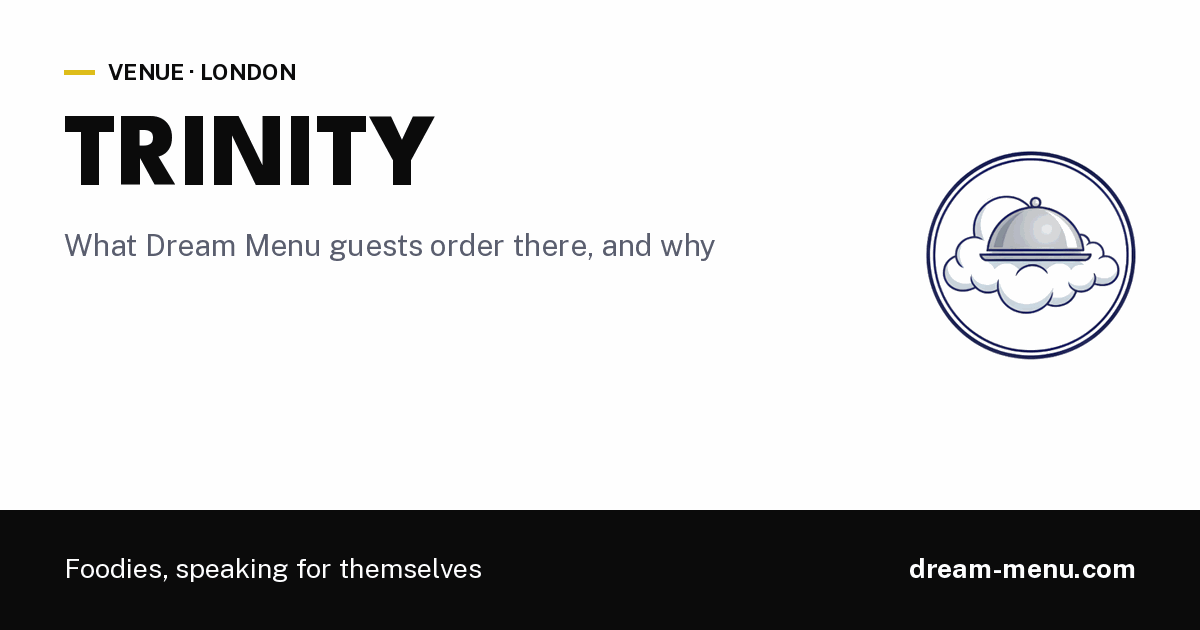 VENUE · LONDON
TRINITY
What Dream Menu guests order there, and why
Foodies, speaking for themselves
dream-menu.com